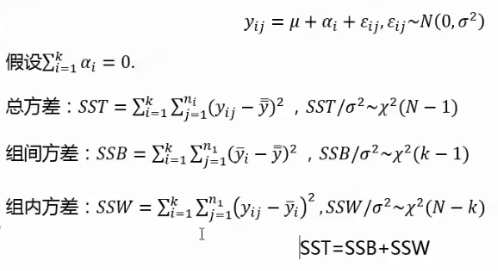 y_{ij} = μ + α_i + ε_{ij}, ε_{ij}~N(0, σ²)
假设∑_{i=1}^{k} α_i = 0.
总方差：SST = ∑_{i=1}^{k} ∑_{j=1}^{n_i} (y_{ij} − ȳ̄)² ，SST/σ²~χ²(N − 1)
组间方差：SSB = ∑_{i=1}^{k} ∑_{j=1}^{n_1} (ȳ_i − ȳ̄)² ，SSB/σ²~χ²(k − 1)
组内方差：SSW = ∑_{i=1}^{k} ∑_{j=1}^{n_1} (y_{ij} − ȳ_i)² ,SSW/σ²~χ²(N − k)
SST=SSB+SSW